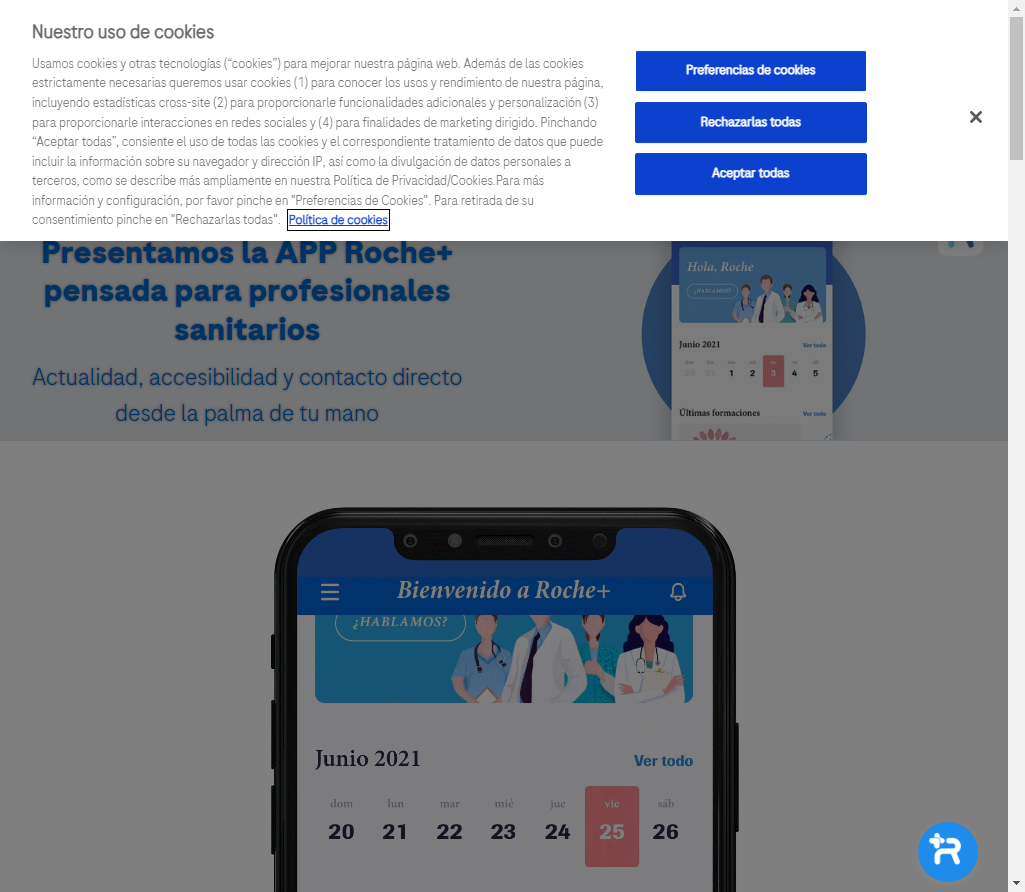 Nuestro uso de cookies
Usamos cookies y otras tecnologías (“cookies”) para mejorar nuestra página web. Además de las cookies
estrictamente necesarias queremos usar cookies (1) para conocer los usos y rendimiento de nuestra página,
incluyendo estadísticas cross-site (2) para proporcionarle funcionalidades adicionales y personalización (3)
para proporcionarle interacciones en redes sociales y (4) para finalidades de marketing dirigido. Pinchando
“Aceptar todas”, consiente el uso de todas las cookies y el correspondiente tratamiento de datos que puede
incluir la información sobre su navegador y dirección IP, así como la divulgación de datos personales a
terceros, como se describe más ampliamente en nuestra Política de Privacidad/Cookies.Para más
información y configuración, por favor pinche en "Preferencias de Cookies". Para retirada de su
consentimiento pinche en "Rechazarlas todas". Política de cookies
Preferencias de cookies
Rechazarlas todas
Aceptar todas
Presentamos la APP Roche+
pensada para profesionales
sanitarios
Actualidad, accesibilidad y contacto directo
desde la palma de tu mano
Hola, Roche
¿HABLAMOS?
Junio 2021 Ver todo
30 31 1 2 3 4 5
Últimas formaciones Ver todo
Bienvenido a Roche+
¿HABLAMOS?
Junio 2021 Ver todo
dom lun mar mié jue vie sáb
20 21 22 23 24 25 26